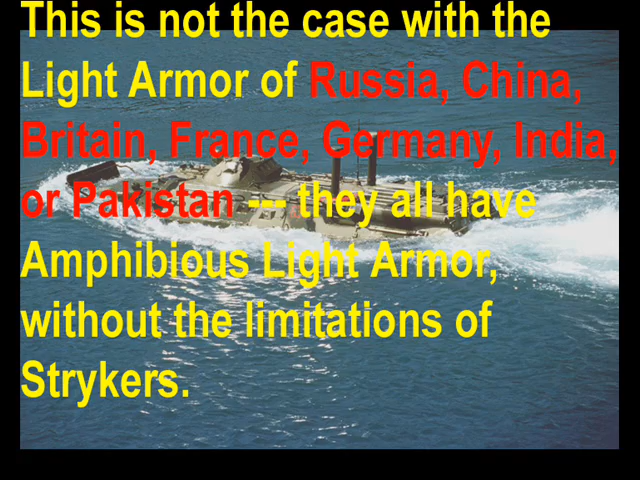 This is not the case with the
Light Armor of Russia, China,
Britain, France, Germany, India,
or Pakistan --- they all have
Amphibious Light Armor,
without the limitations of
Strykers.